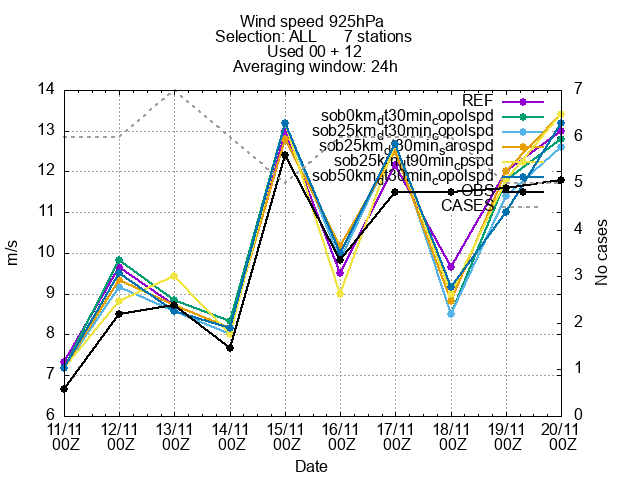 Wind speed 925hPa
Selection: ALL 7 stations
Used 00 + 12
Averaging window: 24h
14
13
12
11
10
9
8
7
6
7
6
5
4
3
2
1
0
m/s
No cases
REF
sob0km_dt30min_copolspd
sob25km_dt30min_copolspd
OBS
CASES
11/11 12/11 13/11 14/11 15/11 16/11 17/11 18/11 19/11 20/11
00Z 00Z 00Z 00Z 00Z 00Z 00Z 00Z 00Z 00Z
Date